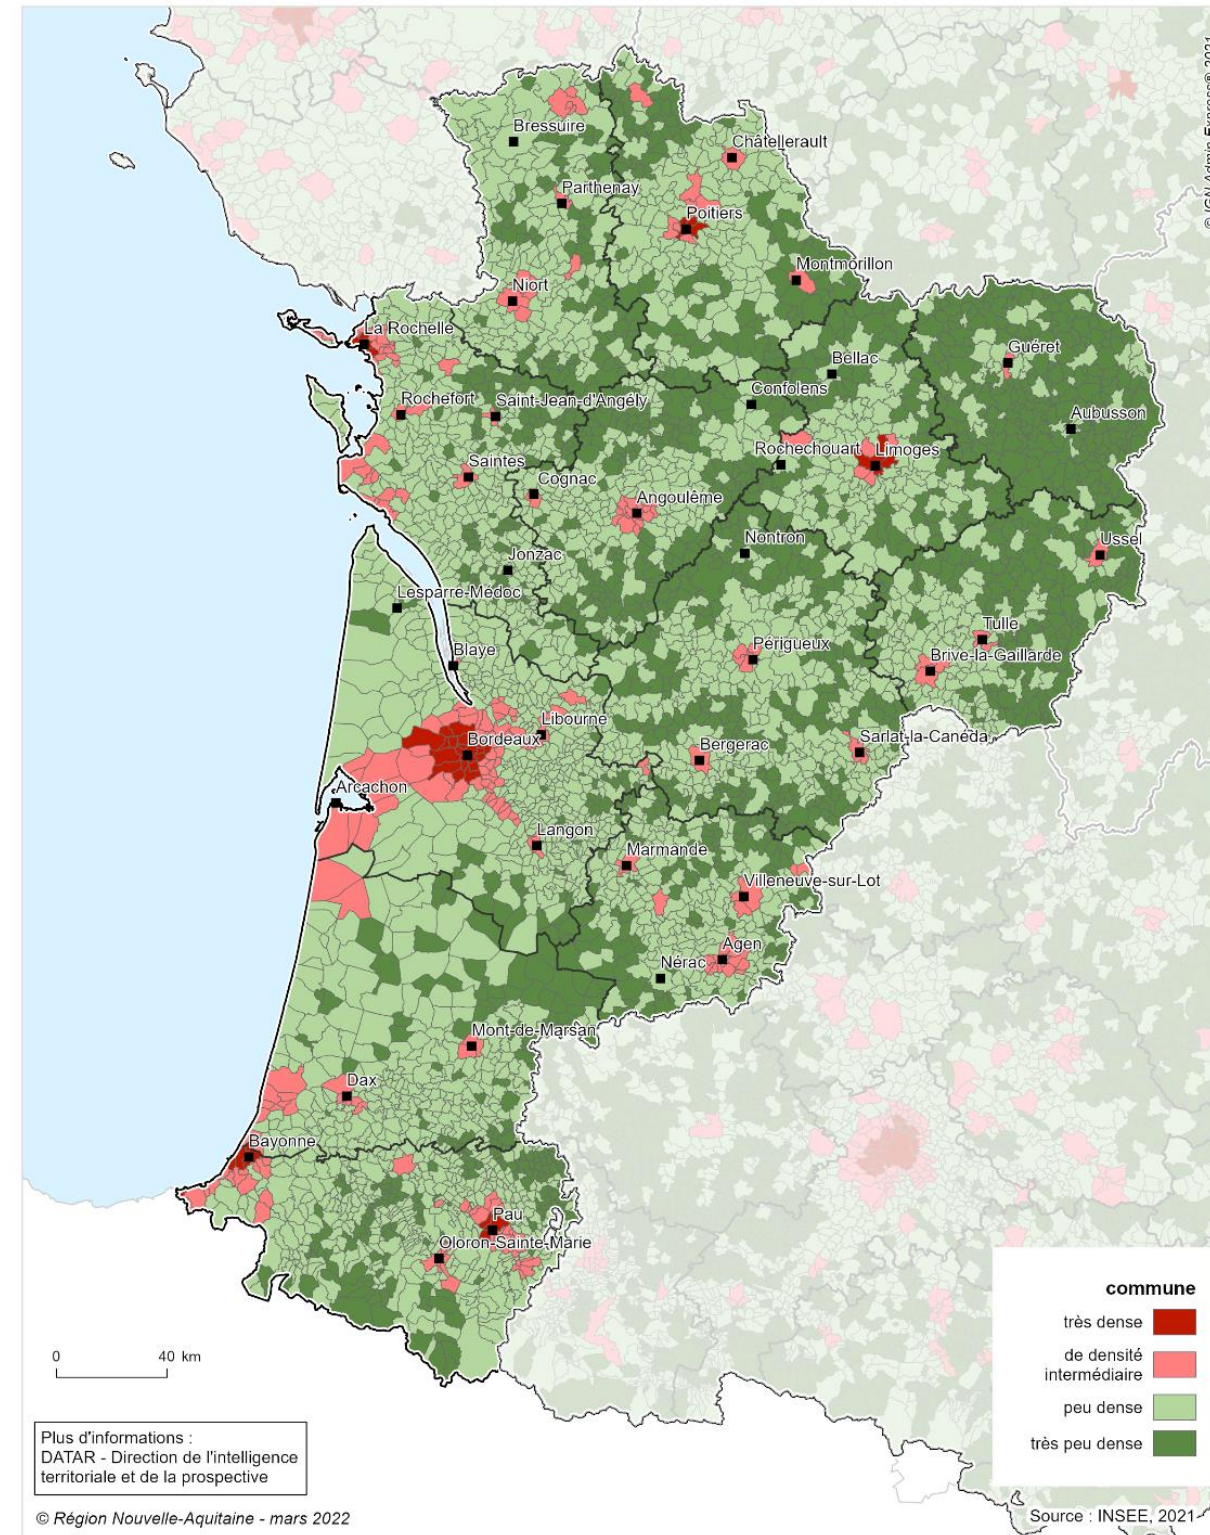 © IGN Admin Express® 2021
Bressuire
Châtellerault
Parthenay
Poitiers
Montmorillon
Niort
La Rochelle
Guéret
Bellac
Confolens
Rochefort
Saint-Jean-d'Angély
Aubusson
Rochechouart
Limoges
Saintes
Cognac
Angoulême
Nontron
Ussel
Jonzac
Lesparre-Médoc
Tulle
Périgueux
Blaye
Brive-la-Gaillarde
Libourne
Bordeaux
Bergerac
Sarlat-la-Canéda
Arcachon
Langon
Marmande
Villeneuve-sur-Lot
Agen
Nérac
Mont-de-Marsan
Dax
Bayonne
Pau
Oloron-Sainte-Marie
commune
très dense
de densité
intermédiaire
peu dense
très peu dense
0 40 km
Plus d'informations :
DATAR - Direction de l'intelligence
territoriale et de la prospective
© Région Nouvelle-Aquitaine - mars 2022
Source : INSEE, 2021